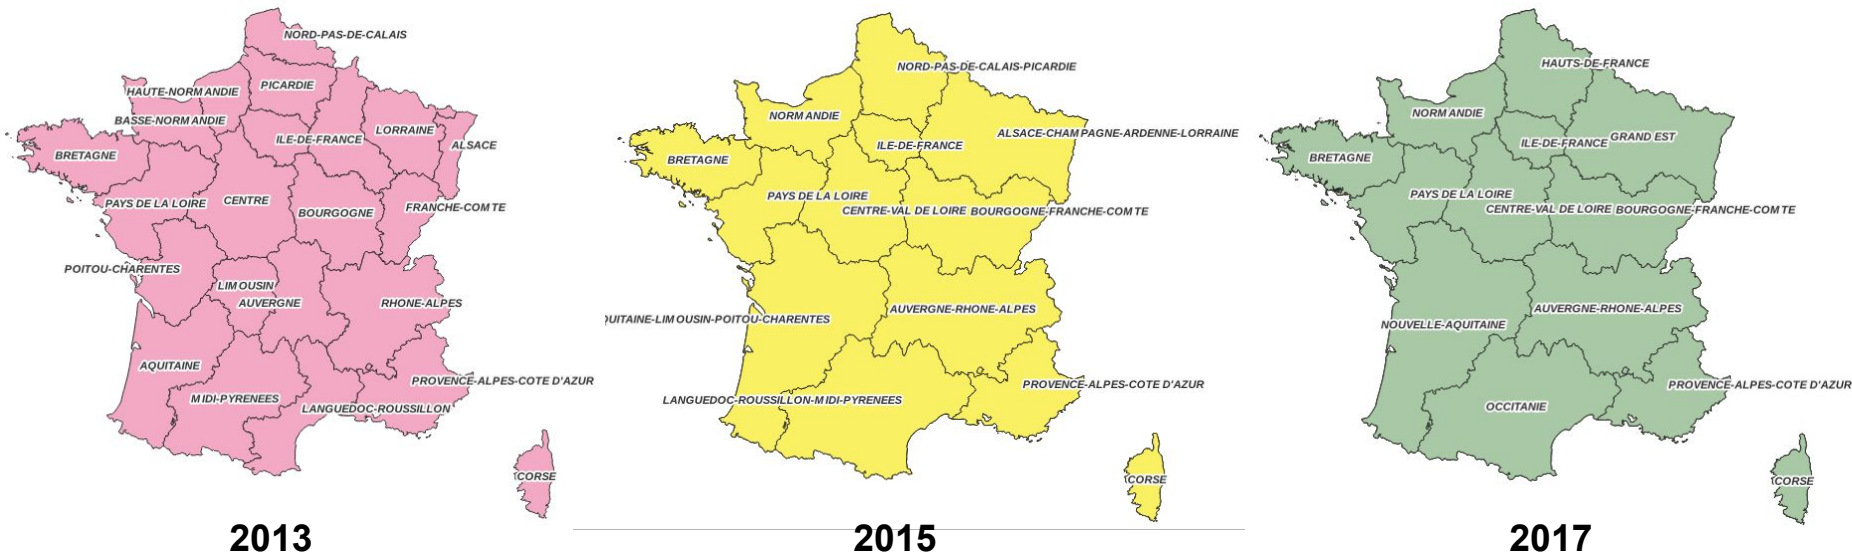 NORD-PAS-DE-CALAIS
PICARDIE
HAUTE-NORMANDIE
BASSE-NORMANDIE
ILE-DE-FRANCE
LORRAINE
ALSACE
BRETAGNE
PAYS DE LA LOIRE
CENTRE
BOURGOGNE
FRANCHE-COMTE
POITOU-CHARENTES
LIMOUSIN
AUVERGNE
RHONE-ALPES
AQUITAINE
MIDI-PYRENEES
LANGUEDOC-ROUSSILLON
PROVENCE-ALPES-COTE D'AZUR
CORSE
2013
NORD-PAS-DE-CALAIS-PICARDIE
NORMANDIE
ILE-DE-FRANCE
ALSACE-CHAMPAGNE-ARDENNE-LORRAINE
BRETAGNE
PAYS DE LA LOIRE
CENTRE-VAL DE LOIRE
BOURGOGNE-FRANCHE-COMTE
AUVERGNE-RHONE-ALPES
UITAINE-LIMOUSIN-POITOU-CHARENTES
PROVENCE-ALPES-COTE D'AZUR
LANGUEDOC-ROUSSILLON-MIDI-PYRENEES
CORSE
2015
HAUTS-DE-FRANCE
NORMANDIE
ILE-DE-FRANCE
GRAND EST
BRETAGNE
PAYS DE LA LOIRE
CENTRE-VAL DE LOIRE
BOURGOGNE-FRANCHE-COMTE
AUVERGNE-RHONE-ALPES
NOUVELLE-AQUITAINE
PROVENCE-ALPES-COTE D'AZUR
OCCITANIE
CORSE
2017